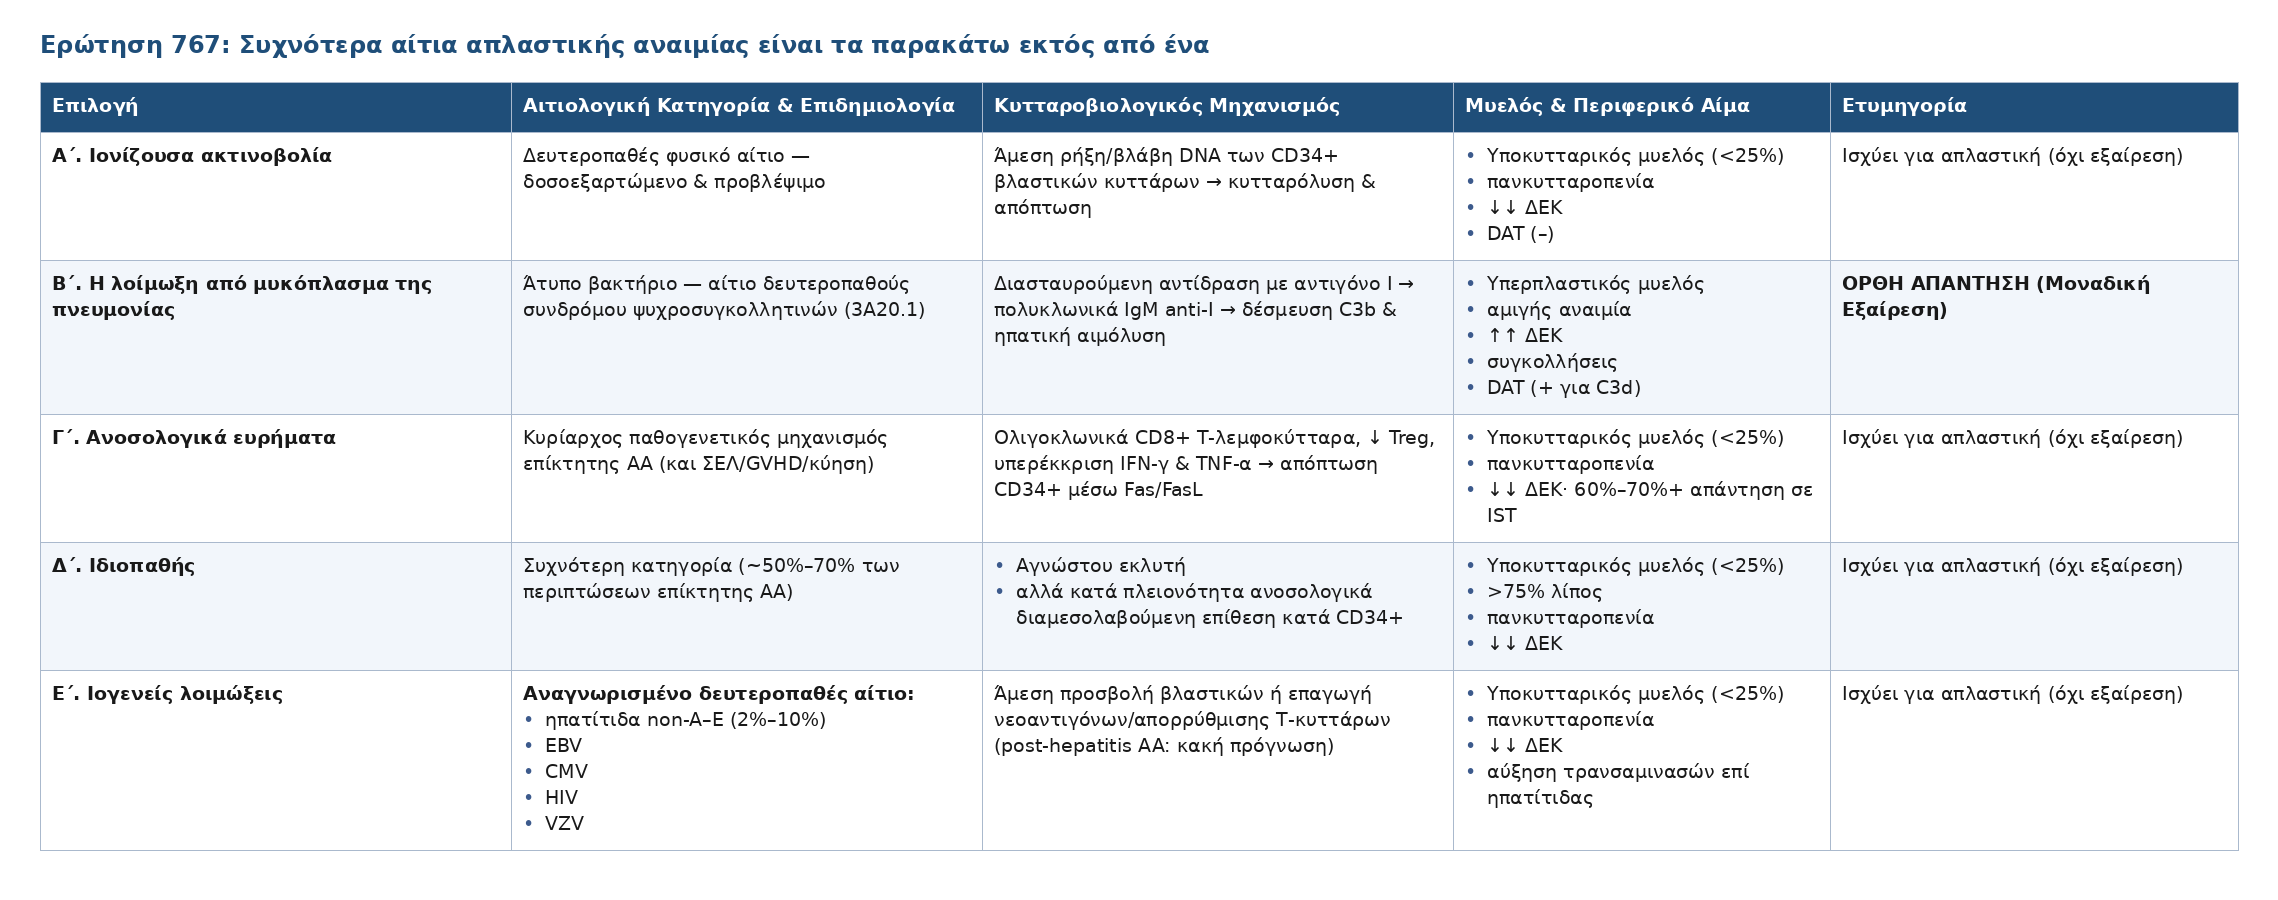 Ερώτηση 767: Συχνότερα αίτια απλαστικής αναιμίας είναι τα παρακάτω εκτός από ένα
Επιλογή
Αιτιολογική Κατηγορία & Επιδημιολογία
Κυτταροβιολογικός Μηχανισμός
Μυελός & Περιφερικό Αίμα
Ετυμηγορία
Α΄. Ιονίζουσα ακτινοβολία
Δευτεροπαθές φυσικό αίτιο —
δοσοεξαρτώμενο & προβλέψιμο
Άμεση ρήξη/βλάβη DNA των CD34+
βλαστικών κυττάρων → κυτταρόλυση &
απόπτωση
• Υποκυτταρικός μυελός (<25%)
• πανκυτταροπενία
• ↓↓ ΔΕΚ
• DAT (–)
Ισχύει για απλαστική (όχι εξαίρεση)
Β΄. Η λοίμωξη από μυκόπλασμα της
πνευμονίας
Άτυπο βακτήριο — αίτιο δευτεροπαθούς
συνδρόμου ψυχροσυγκολλητινών (3A20.1)
Διασταυρούμενη αντίδραση με αντιγόνο I →
πολυκλωνικά IgM anti-I → δέσμευση C3b &
ηπατική αιμόλυση
• Υπερπλαστικός μυελός
• αμιγής αναιμία
• ↑↑ ΔΕΚ
• συγκολλήσεις
• DAT (+ για C3d)
ΟΡΘΗ ΑΠΑΝΤΗΣΗ (Μοναδική
Εξαίρεση)
Γ΄. Ανοσολογικά ευρήματα
Κυρίαρχος παθογενετικός μηχανισμός
επίκτητης ΑΑ (και ΣΕΛ/GVHD/κύηση)
Ολιγοκλωνικά CD8+ Τ-λεμφοκύτταρα, ↓ Treg,
υπερέκκριση IFN-γ & TNF-α → απόπτωση
CD34+ μέσω Fas/FasL
• Υποκυτταρικός μυελός (<25%)
• πανκυτταροπενία
• ↓↓ ΔΕΚ· 60%–70%+ απάντηση σε
IST
Ισχύει για απλαστική (όχι εξαίρεση)
Δ΄. Ιδιοπαθής
Συχνότερη κατηγορία (~50%–70% των
περιπτώσεων επίκτητης ΑΑ)
• Αγνώστου εκλυτή
• αλλά κατά πλειονότητα ανοσολογικά
διαμεσολαβούμενη επίθεση κατά CD34+
• Υποκυτταρικός μυελός (<25%)
• >75% λίπος
• πανκυτταροπενία
• ↓↓ ΔΕΚ
Ισχύει για απλαστική (όχι εξαίρεση)
Ε΄. Ιογενείς λοιμώξεις
Αναγνωρισμένο δευτεροπαθές αίτιο:
• ηπατίτιδα non-A–E (2%–10%)
• EBV
• CMV
• HIV
• VZV
Άμεση προσβολή βλαστικών ή επαγωγή
νεοαντιγόνων/απορρύθμισης Τ-κυττάρων
(post-hepatitis AA: κακή πρόγνωση)
• Υποκυτταρικός μυελός (<25%)
• πανκυτταροπενία
• ↓↓ ΔΕΚ
• αύξηση τρανσαμινασών επί
ηπατίτιδας
Ισχύει για απλαστική (όχι εξαίρεση)